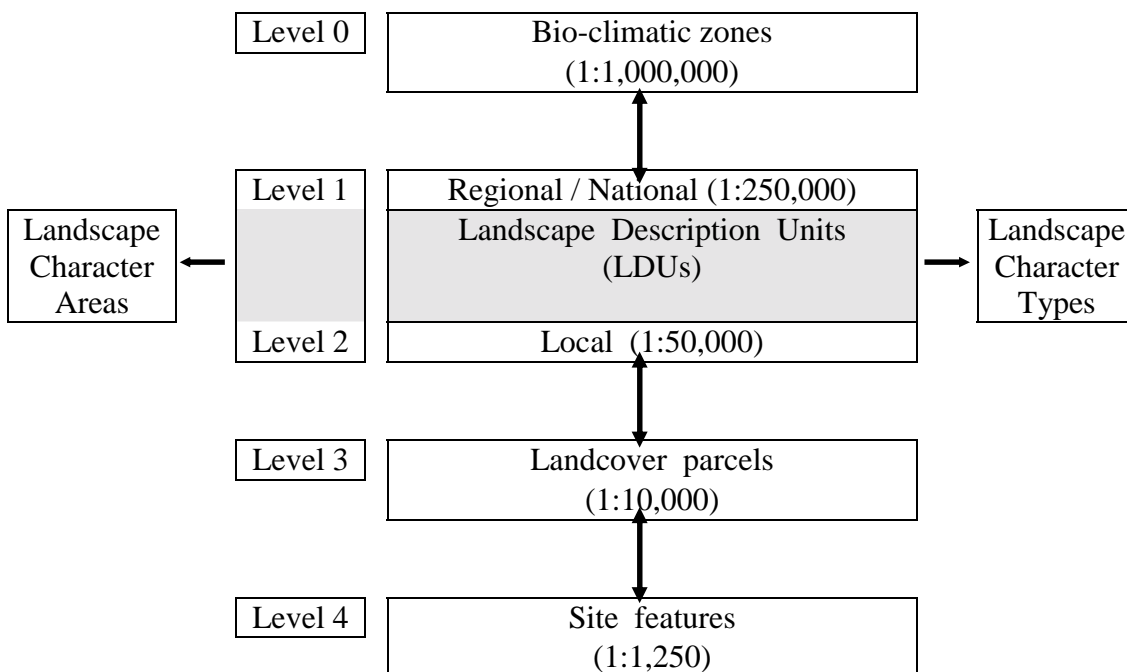 Level 0
Bio-climatic zones
(1:1,000,000)
Level 1
Regional / National (1:250,000)
Landscape
Character
Areas
Landscape Description Units
(LDUs)
Landscape
Character
Types
Level 2
Local (1:50,000)
Level 3
Landcover parcels
(1:10,000)
Level 4
Site features
(1:1,250)